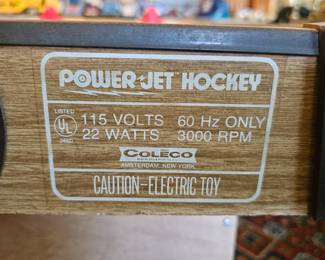 POWER-JET HOCKEY
LISTED
UL
115 VOLTS 60 Hz ONLY
22 WATTS 3000 RPM
COLECO
AMSTERDAM, NEW YORK
CAUTION-ELECTRIC TOY